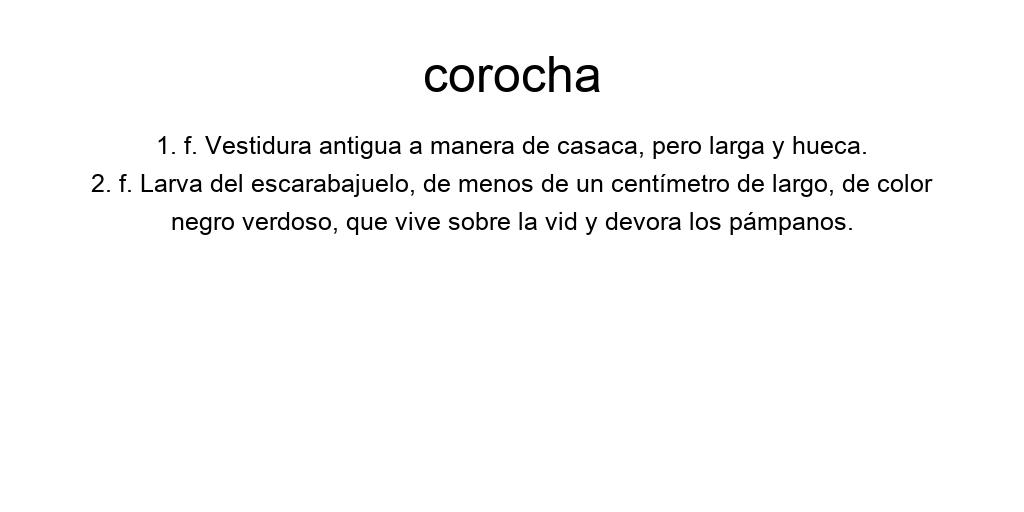 corocha
1. f. Vestidura antigua a manera de casaca, pero larga y hueca.
2. f. Larva del escarabajuelo, de menos de un centímetro de largo, de color
negro verdoso, que vive sobre la vid y devora los pámpanos.